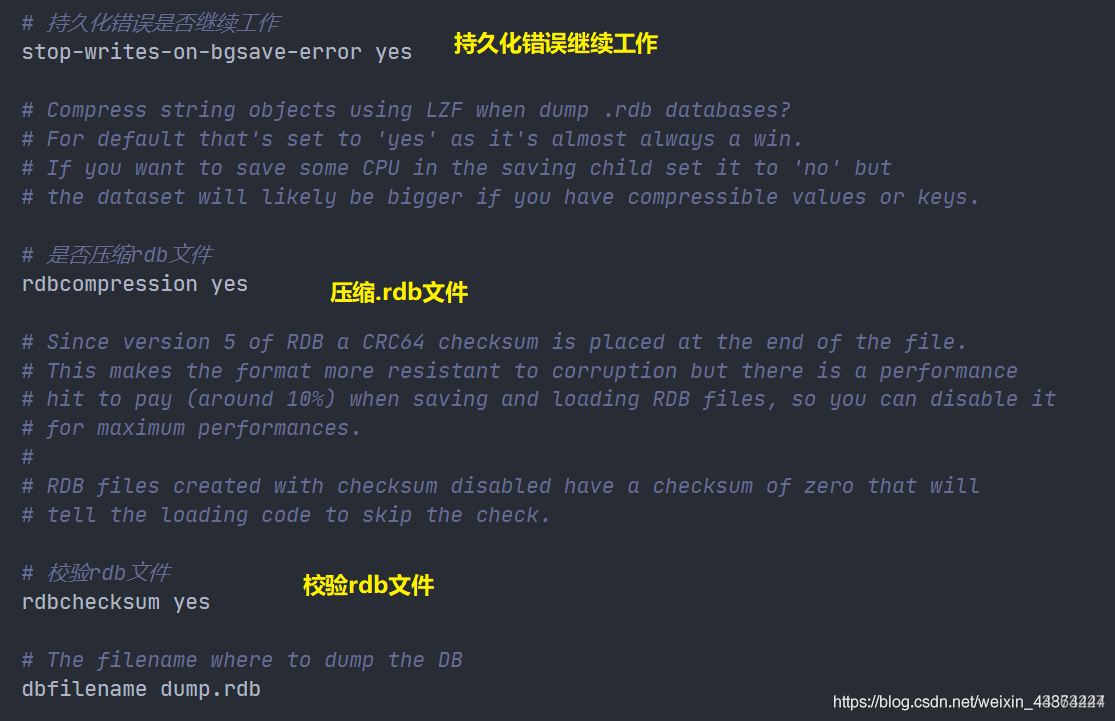 # 持久化错误是否继续工作
stop-writes-on-bgsave-error yes
持久化错误继续工作
# Compress string objects using LZF when dump .rdb databases?
# For default that's set to 'yes' as it's almost always a win.
# If you want to save some CPU in the saving child set it to 'no' but
# the dataset will likely be bigger if you have compressible values or keys.
# 是否压缩rdb文件
rdbcompression yes
压缩.rdb文件
# Since version 5 of RDB a CRC64 checksum is placed at the end of the file.
# This makes the format more resistant to corruption but there is a performance
# hit to pay (around 10%) when saving and loading RDB files, so you can disable it
# for maximum performances.
#
# RDB files created with checksum disabled have a checksum of zero that will
# tell the loading code to skip the check.
# 校验rdb文件
校验rdb文件
rdbchecksum yes
# The filename where to dump the DB
dbfilename dump.rdb